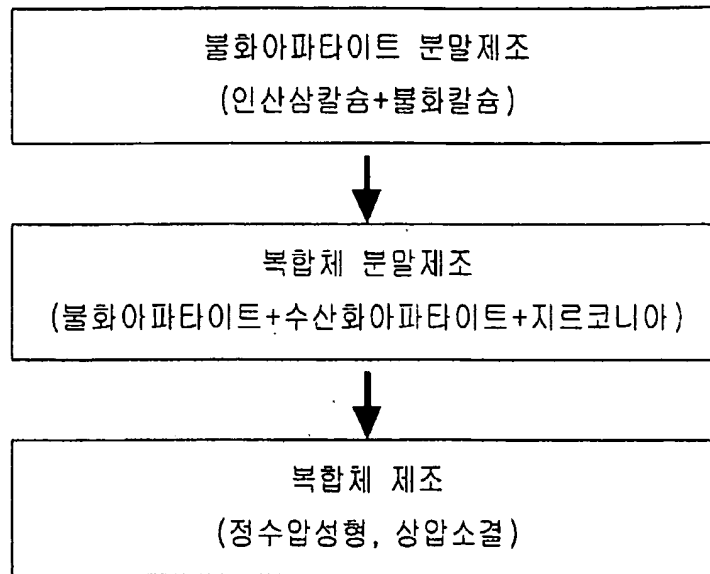 불화아파타이트 분말제조
(인산삼칼슘+불화칼슘)
복합체 분말제조
(불화아파타이트+수산화아파타이트+지르코니아)
복합체 제조
(정수압성형, 상압소결)